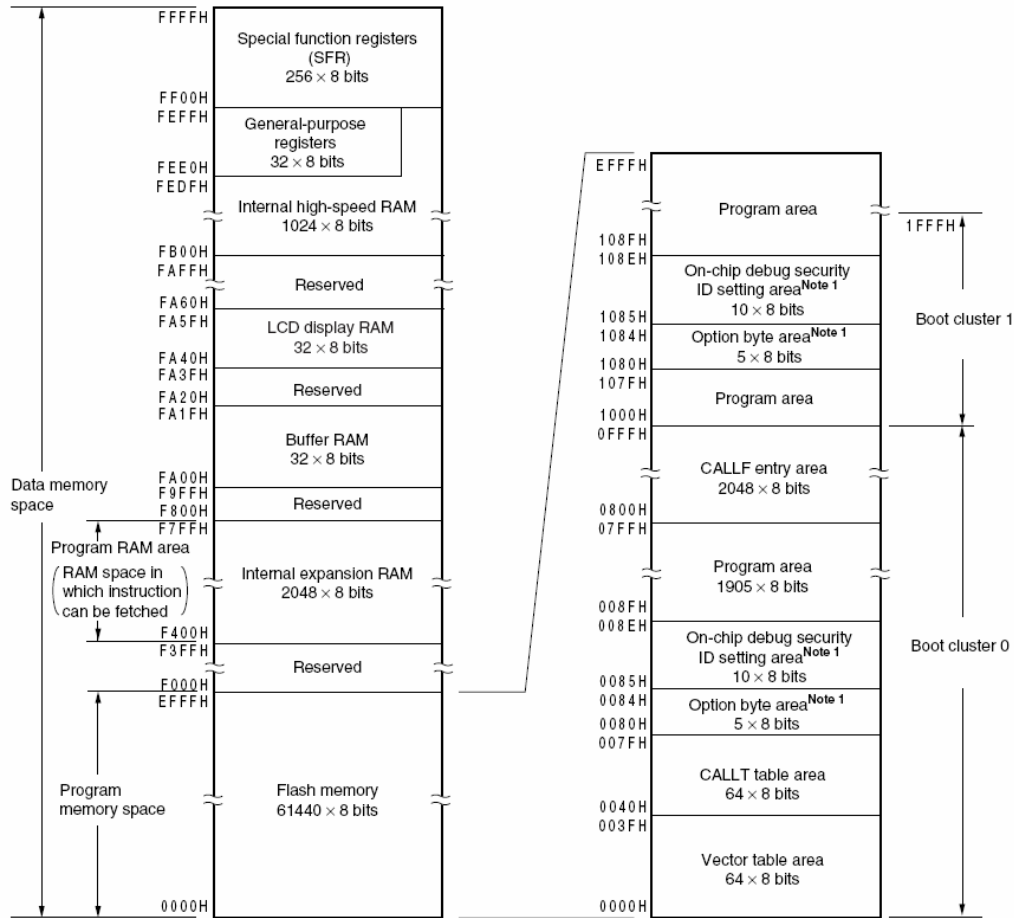 FFFFH
Special function registers
(SFR)
256 × 8 bits
FF00H
FEFFH
General-purpose
registers
32 × 8 bits
FEE0H
FEDFH
Internal high-speed RAM
1024 × 8 bits
FB00H
FAFFH
Reserved
FA60H
FA5FH
LCD display RAM
32 × 8 bits
FA40H
FA3FH
Reserved
FA20H
FA1FH
Buffer RAM
32 × 8 bits
FA00H
F9FFH
Reserved
F800H
F7FFH
Data memory
space
Program RAM area
(RAM space in
which instruction
can be fetched)
Internal expansion RAM
2048 × 8 bits
F400H
F3FFH
Reserved
F000H
EFFFH
Program
memory space
Flash memory
61440 × 8 bits
0000H
EFFFH
Program area
1FFFH
108FH
108EH
On-chip debug security
ID setting areaNote 1
10 × 8 bits
1085H
1084H
Option byte areaNote 1
5 × 8 bits
1080H
107FH
Program area
1000H
0FFFH
Boot cluster 1
CALLF entry area
2048 × 8 bits
0800H
07FFH
Program area
1905 × 8 bits
008FH
008EH
On-chip debug security
ID setting areaNote 1
10 × 8 bits
0085H
0084H
Option byte areaNote 1
5 × 8 bits
0080H
007FH
CALLT table area
64 × 8 bits
0040H
003FH
Vector table area
64 × 8 bits
0000H
Boot cluster 0